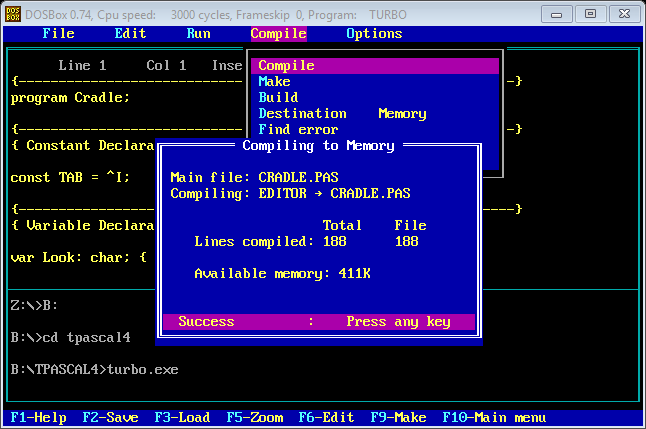 DOS BOX DOSBox 0.74, Cpu speed: 3000 cycles, Frameskip 0, Program: TURBO
File Edit Run Compile Options
Line 1 Col 1 Inse
Compile
Make
Build
Destination Memory
Find error
{---------------------- -}
program Cradle;
{---------------------- -}
{ Constant Declara
const TAB = ^I;
{---------------------- ----}
{ Variable Declara
var Look: char; {
Compiling to Memory
Main file: CRADLE.PAS
Compiling: EDITOR → CRADLE.PAS
Total File
Lines compiled: 188 188
Available memory: 411K
Success : Press any key
Z:\>B:
B:\>cd tpascal4
B:\TPASCAL4>turbo.exe
F1-Help F2-Save F3-Load F5-Zoom F6-Edit F9-Make F10-Main menu